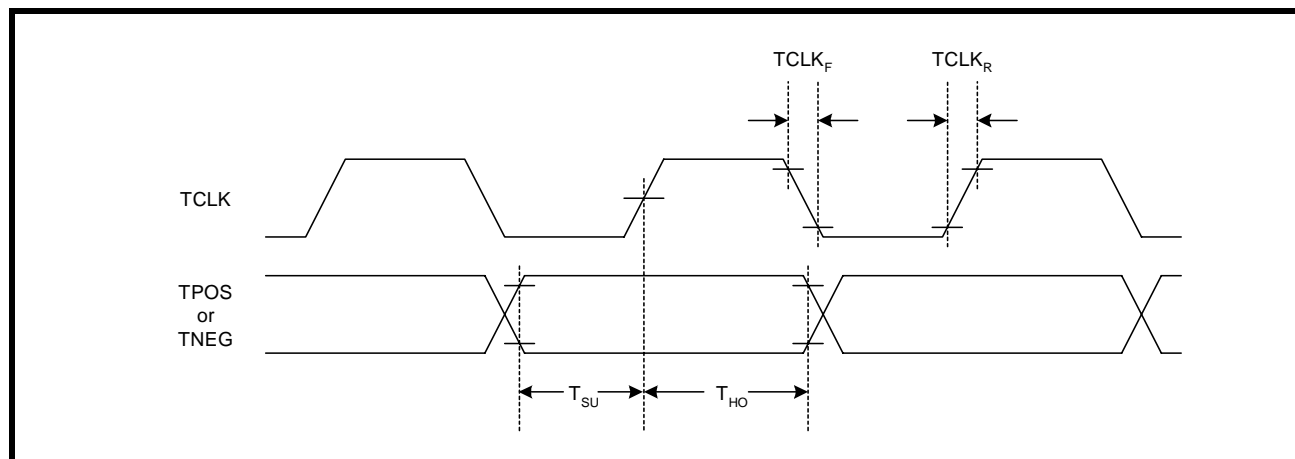 TCLKF
TCLKR
TCLK
TPOS
or
TNEG
TSU
THO